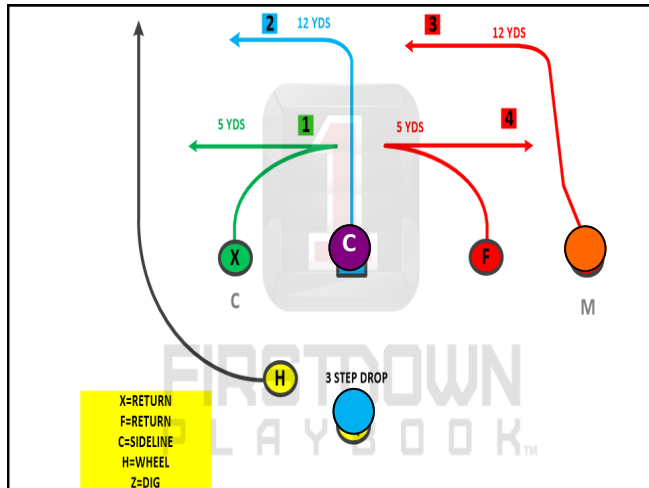 2 12 YDS 3 12 YDS
5 YDS 1 5 YDS 4
X C F
C M
H 3 STEP DROP
FIRSTDOWN
PLAYBOOK™
X=RETURN
F=RETURN
C=SIDELINE
H=WHEEL
Z=DIG